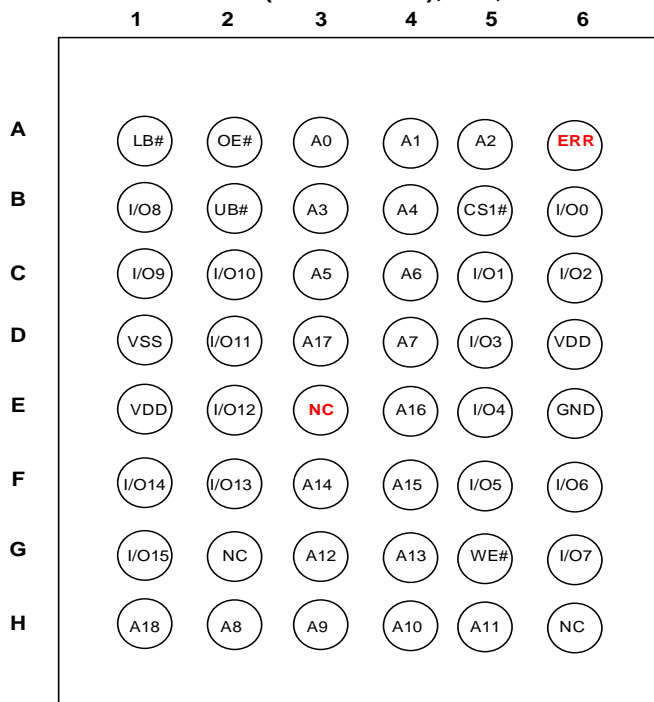 1 2 3 4 5 6
A LB# OE# A0 A1 A2 ERR
B I/O8 UB# A3 A4 CS1# I/O0
C I/O9 I/O10 A5 A6 I/O1 I/O2
D VSS I/O11 A17 A7 I/O3 VDD
E VDD I/O12 NC A16 I/O4 GND
F I/O14 I/O13 A14 A15 I/O5 I/O6
G I/O15 NC A12 A13 WE# I/O7
H A18 A8 A9 A10 A11 NC